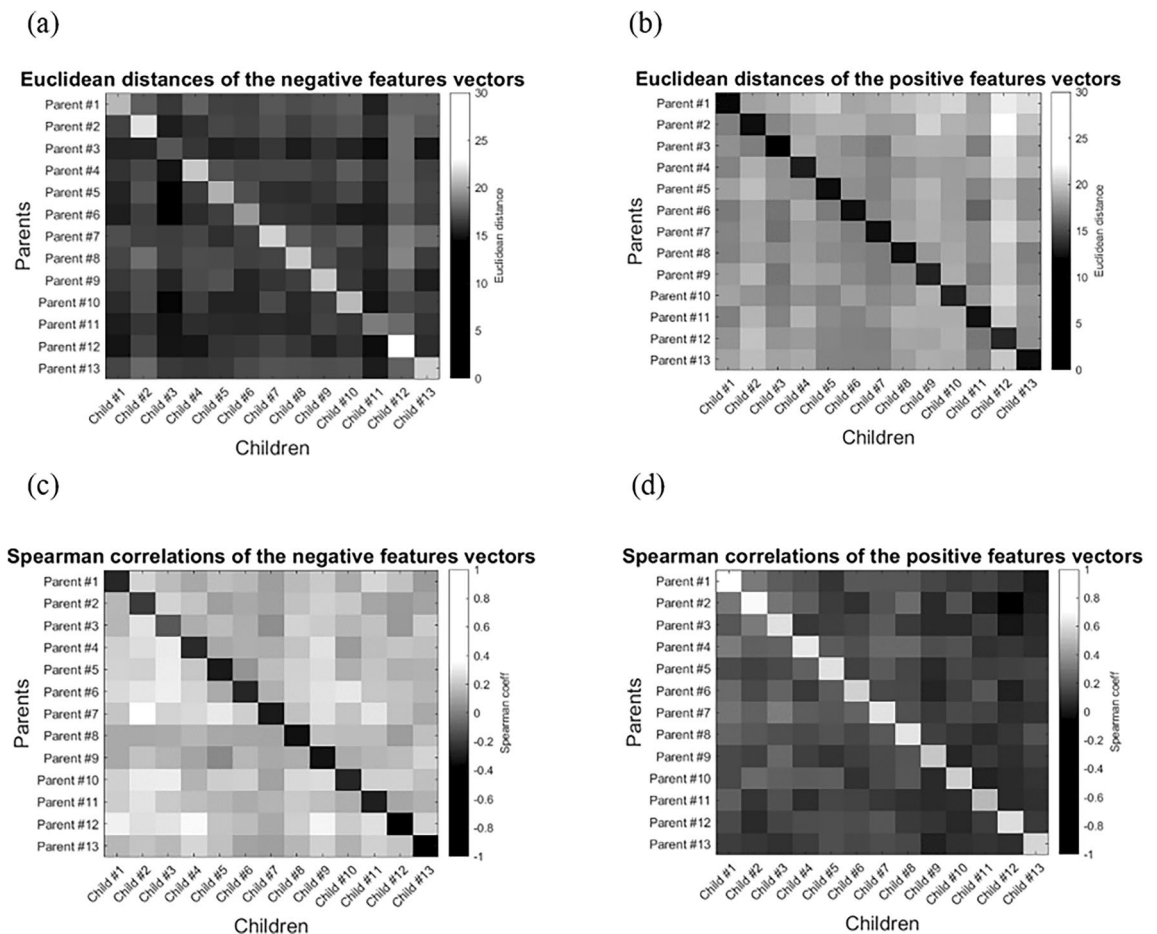 (a)
Euclidean distances of the negative features vectors
Parent #1
Parent #2
Parent #3
Parent #4
Parent #5
Parent #6
Parent #7
Parent #8
Parent #9
Parent #10
Parent #11
Parent #12
Parent #13
Parents
Child #1
Child #2
Child #3
Child #4
Child #5
Child #6
Child #7
Child #8
Child #9
Child #10
Child #11
Child #12
Child #13
Children
30
25
20
15
10
5
0
Euclidean distance
(b)
Euclidean distances of the positive features vectors
Parent #1
Parent #2
Parent #3
Parent #4
Parent #5
Parent #6
Parent #7
Parent #8
Parent #9
Parent #10
Parent #11
Parent #12
Parent #13
Parents
Child #1
Child #2
Child #3
Child #4
Child #5
Child #6
Child #7
Child #8
Child #9
Child #10
Child #11
Child #12
Child #13
Children
30
25
20
15
10
5
0
Euclidean distance
(c)
Spearman correlations of the negative features vectors
Parent #1
Parent #2
Parent #3
Parent #4
Parent #5
Parent #6
Parent #7
Parent #8
Parent #9
Parent #10
Parent #11
Parent #12
Parent #13
Parents
Child #1
Child #2
Child #3
Child #4
Child #5
Child #6
Child #7
Child #8
Child #9
Child #10
Child #11
Child #12
Child #13
Children
1
0.8
0.6
0.4
0.2
0
-0.2
-0.4
-0.6
-0.8
-1
Spearman coeff
(d)
Spearman correlations of the positive features vectors
Parent #1
Parent #2
Parent #3
Parent #4
Parent #5
Parent #6
Parent #7
Parent #8
Parent #9
Parent #10
Parent #11
Parent #12
Parent #13
Parents
Child #1
Child #2
Child #3
Child #4
Child #5
Child #6
Child #7
Child #8
Child #9
Child #10
Child #11
Child #12
Child #13
Children
1
0.8
0.6
0.4
0.2
0
-0.2
-0.4
-0.6
-0.8
-1
Spearman coeff